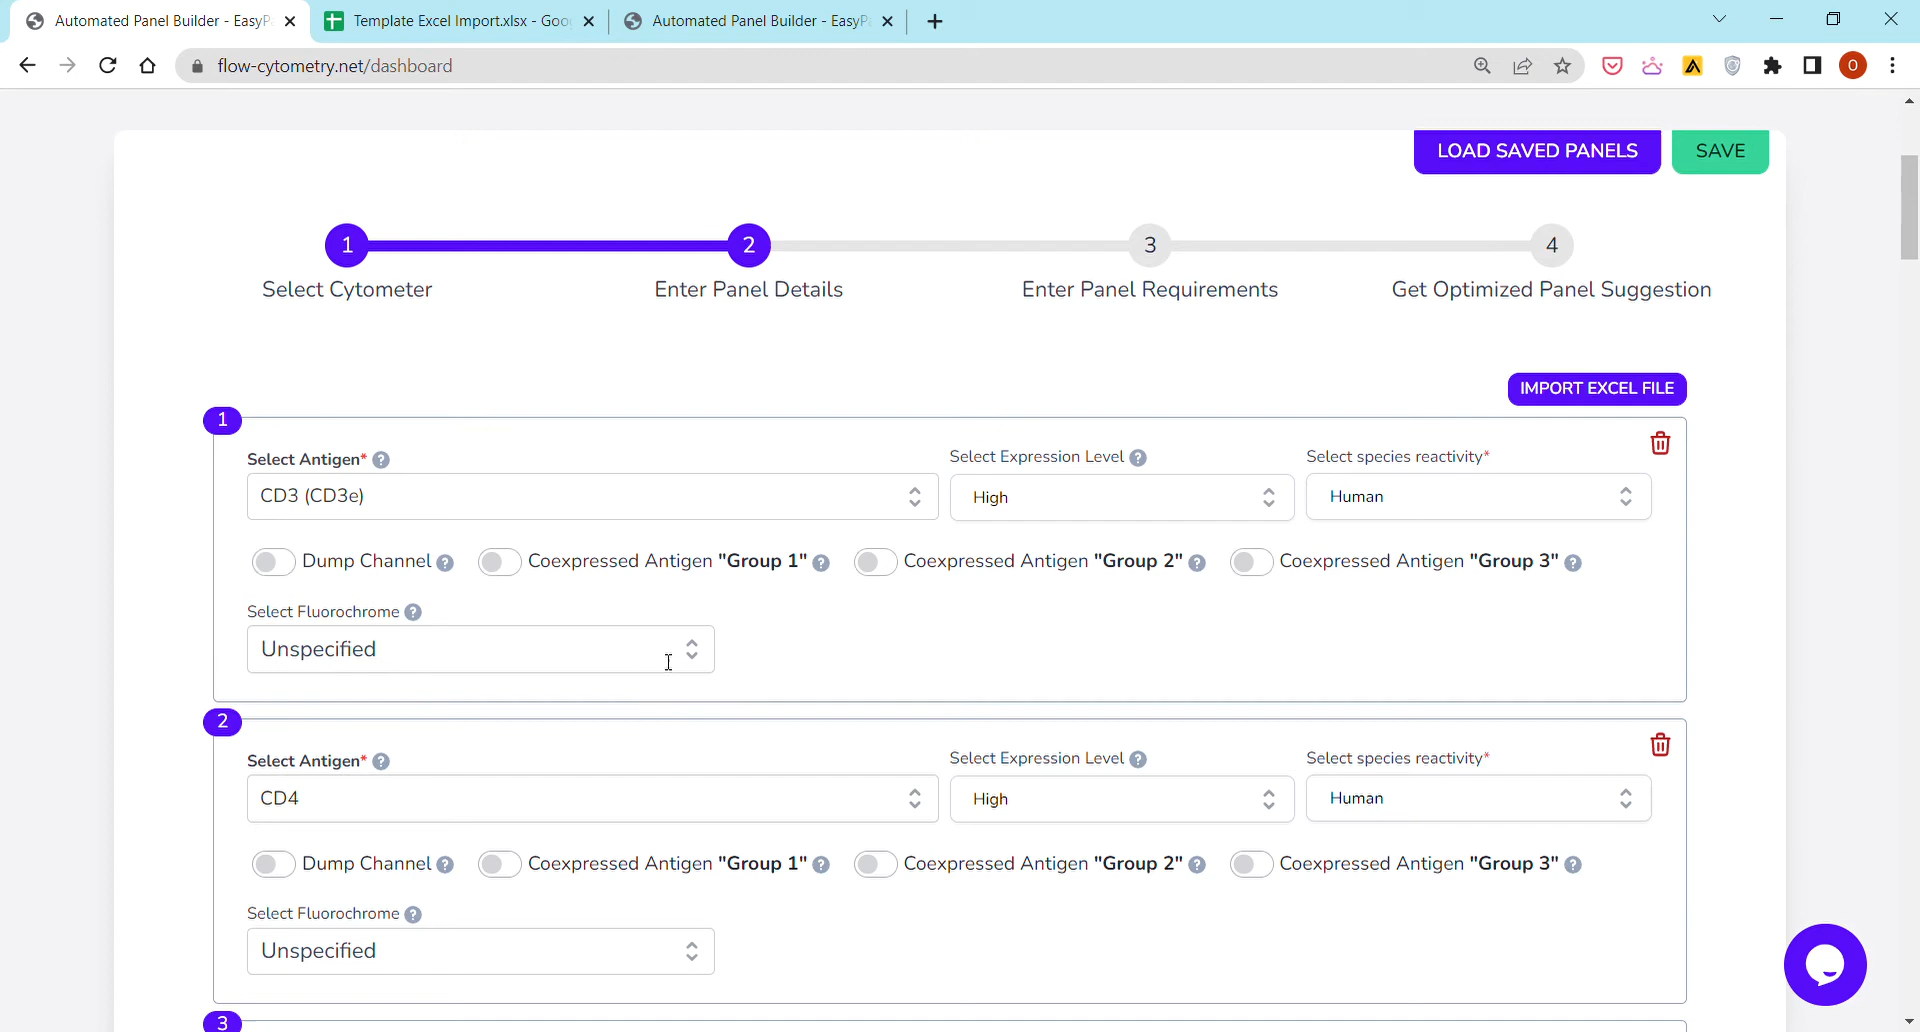 Automated Panel Builder - EasyP
Template Excel Import.xlsx - Goo
Automated Panel Builder - EasyP
flow-cytometry.net/dashboard
O
LOAD SAVED PANELS
SAVE
1
2
3
4
Select Cytometer
Enter Panel Details
Enter Panel Requirements
Get Optimized Panel Suggestion
IMPORT EXCEL FILE
1
Select Antigen* ?
Select Expression Level ?
Select species reactivity*
CD3 (CD3e)
High
Human
Dump Channel ?
Coexpressed Antigen "Group 1" ?
Coexpressed Antigen "Group 2" ?
Coexpressed Antigen "Group 3" ?
Select Fluorochrome ?
Unspecified
2
Select Antigen* ?
Select Expression Level ?
Select species reactivity*
CD4
High
Human
Dump Channel ?
Coexpressed Antigen "Group 1" ?
Coexpressed Antigen "Group 2" ?
Coexpressed Antigen "Group 3" ?
Select Fluorochrome ?
Unspecified
3